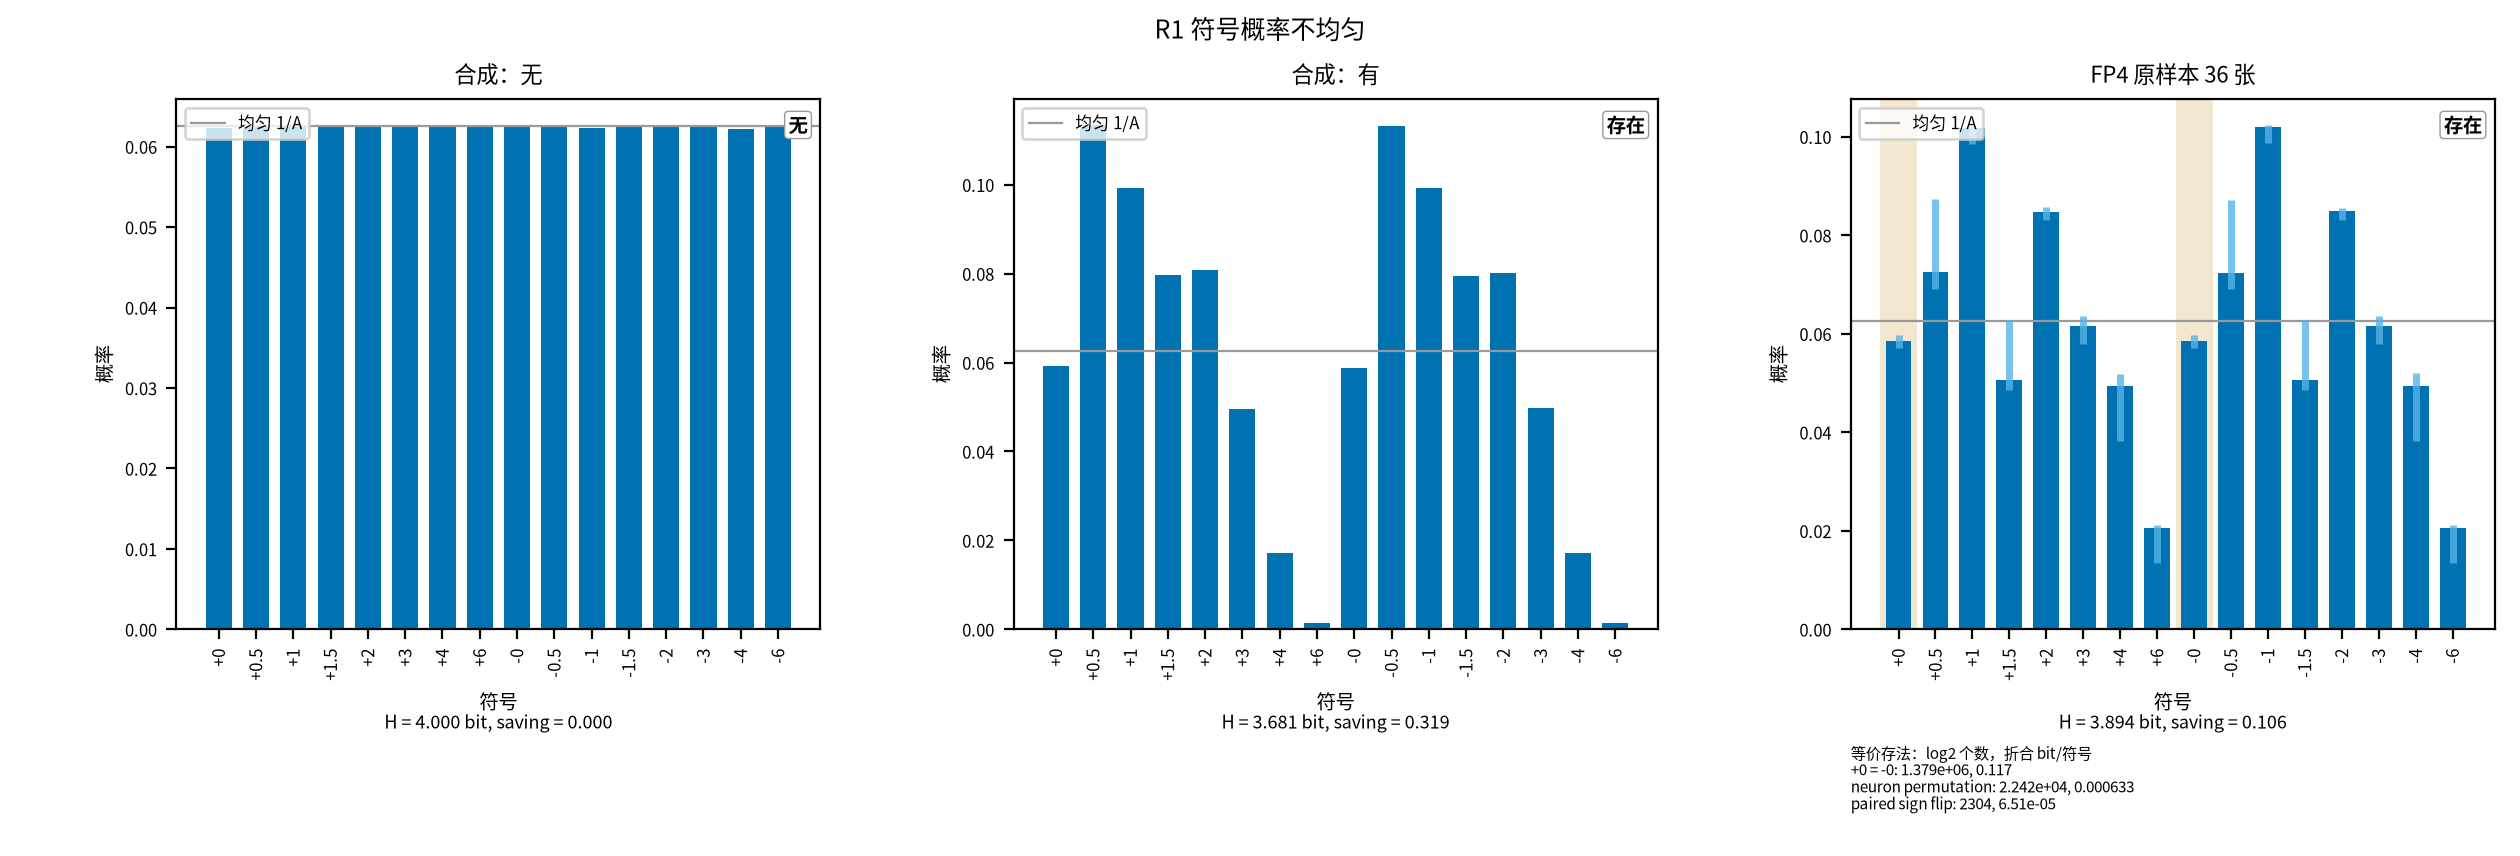 R1 符号概率不均匀
合成：无
均匀 1/A
无
0.06
0.05
0.04
0.03
0.02
0.01
0.00
概率
+0 +0.5 +1 +1.5 +2 +3 +4 +6 -0 -0.5 -1 -1.5 -2 -3 -4 -6
符号
H = 4.000 bit, saving = 0.000
合成：有
均匀 1/A
存在
0.10
0.08
0.06
0.04
0.02
0.00
概率
+0 +0.5 +1 +1.5 +2 +3 +4 +6 -0 -0.5 -1 -1.5 -2 -3 -4 -6
符号
H = 3.681 bit, saving = 0.319
FP4 原样本 36 张
均匀 1/A
存在
0.10
0.08
0.06
0.04
0.02
0.00
概率
+0 +0.5 +1 +1.5 +2 +3 +4 +6 -0 -0.5 -1 -1.5 -2 -3 -4 -6
符号
H = 3.894 bit, saving = 0.106
等价存法：log2 个数，折合 bit/符号
+0 = -0: 1.379e+06, 0.117
neuron permutation: 2.242e+04, 0.000633
paired sign flip: 2304, 6.51e-05